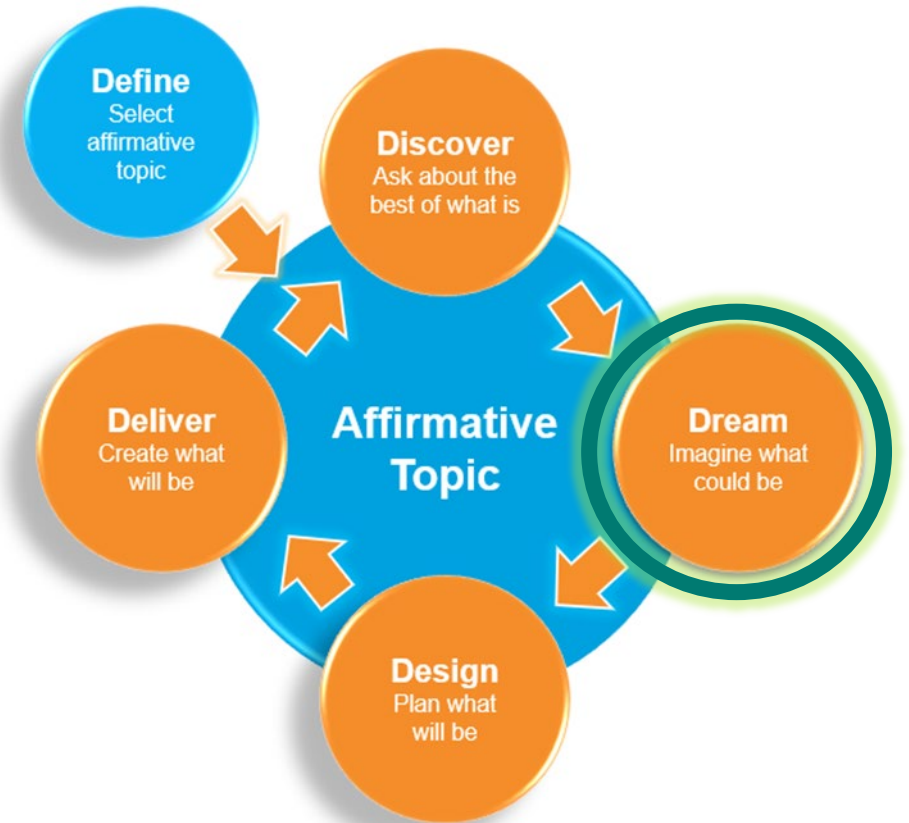 Define
Select
affirmative
topic
Discover
Ask about the
best of what is
Affirmative
Topic
Dream
Imagine what
could be
Design
Plan what
will be
Deliver
Create what
will be